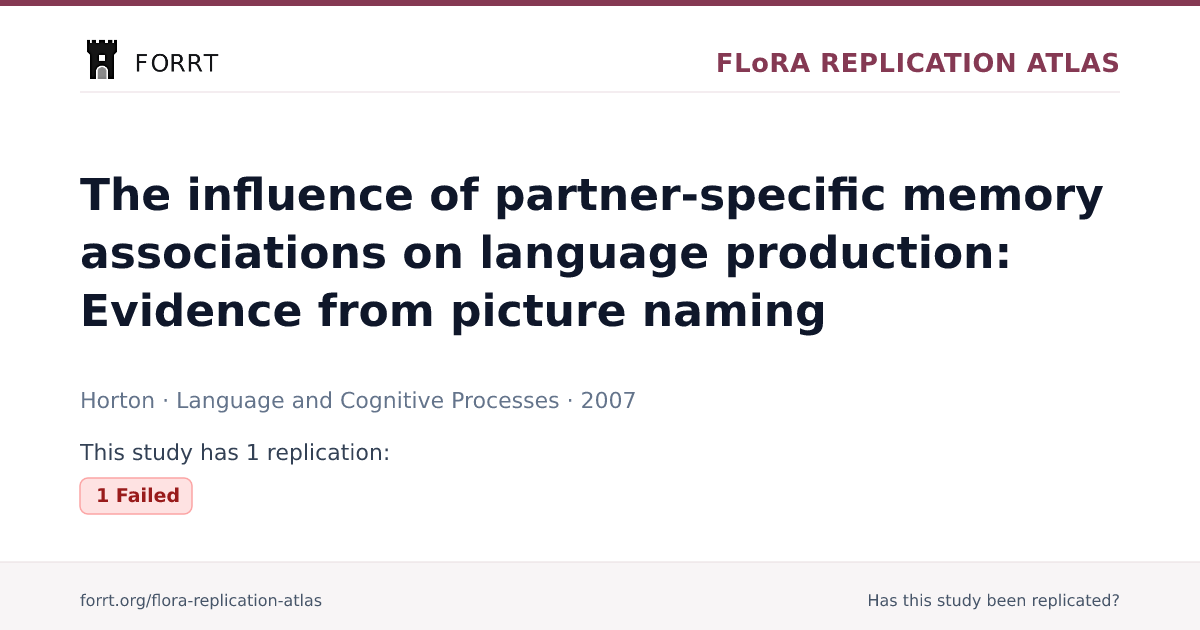 FORRT
FLoRA REPLICATION ATLAS
The influence of partner-specific memory
associations on language production:
Evidence from picture naming
Horton · Language and Cognitive Processes · 2007
This study has 1 replication:
1 Failed
forrt.org/flora-replication-atlas
Has this study been replicated?